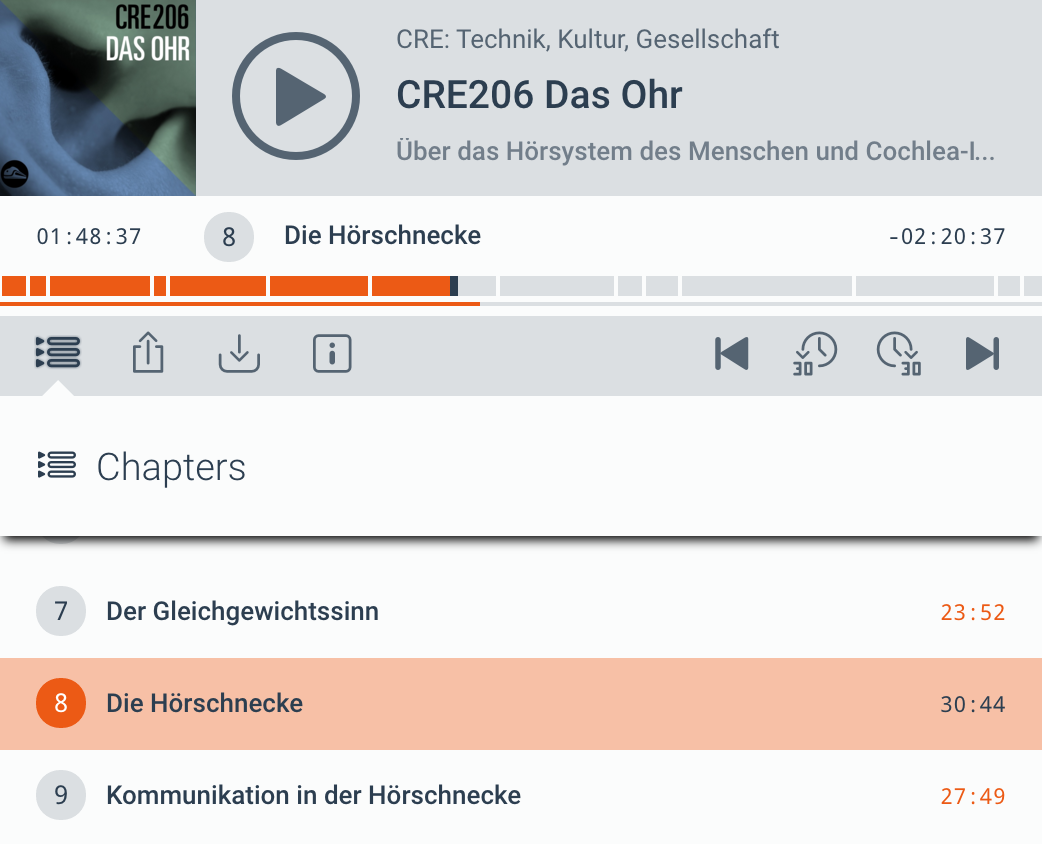 CRE206
DAS OHR
CRE: Technik, Kultur, Gesellschaft
CRE206 Das Ohr
Über das Hörsystem des Menschen und Cochlea-I...
01:48:37
8
Die Hörschnecke
-02:20:37
30
30
Chapters
7
Der Gleichgewichtssinn
23:52
8
Die Hörschnecke
30:44
9
Kommunikation in der Hörschnecke
27:49